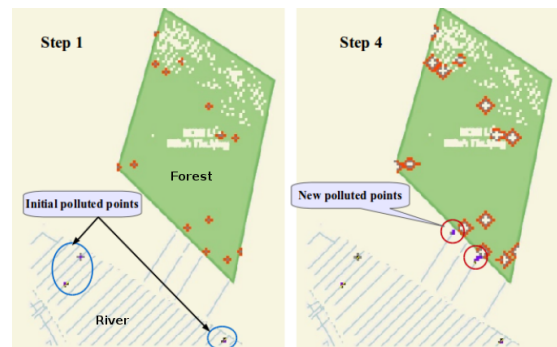 Step 1
Forest
Initial polluted points
River
Step 4
New polluted points